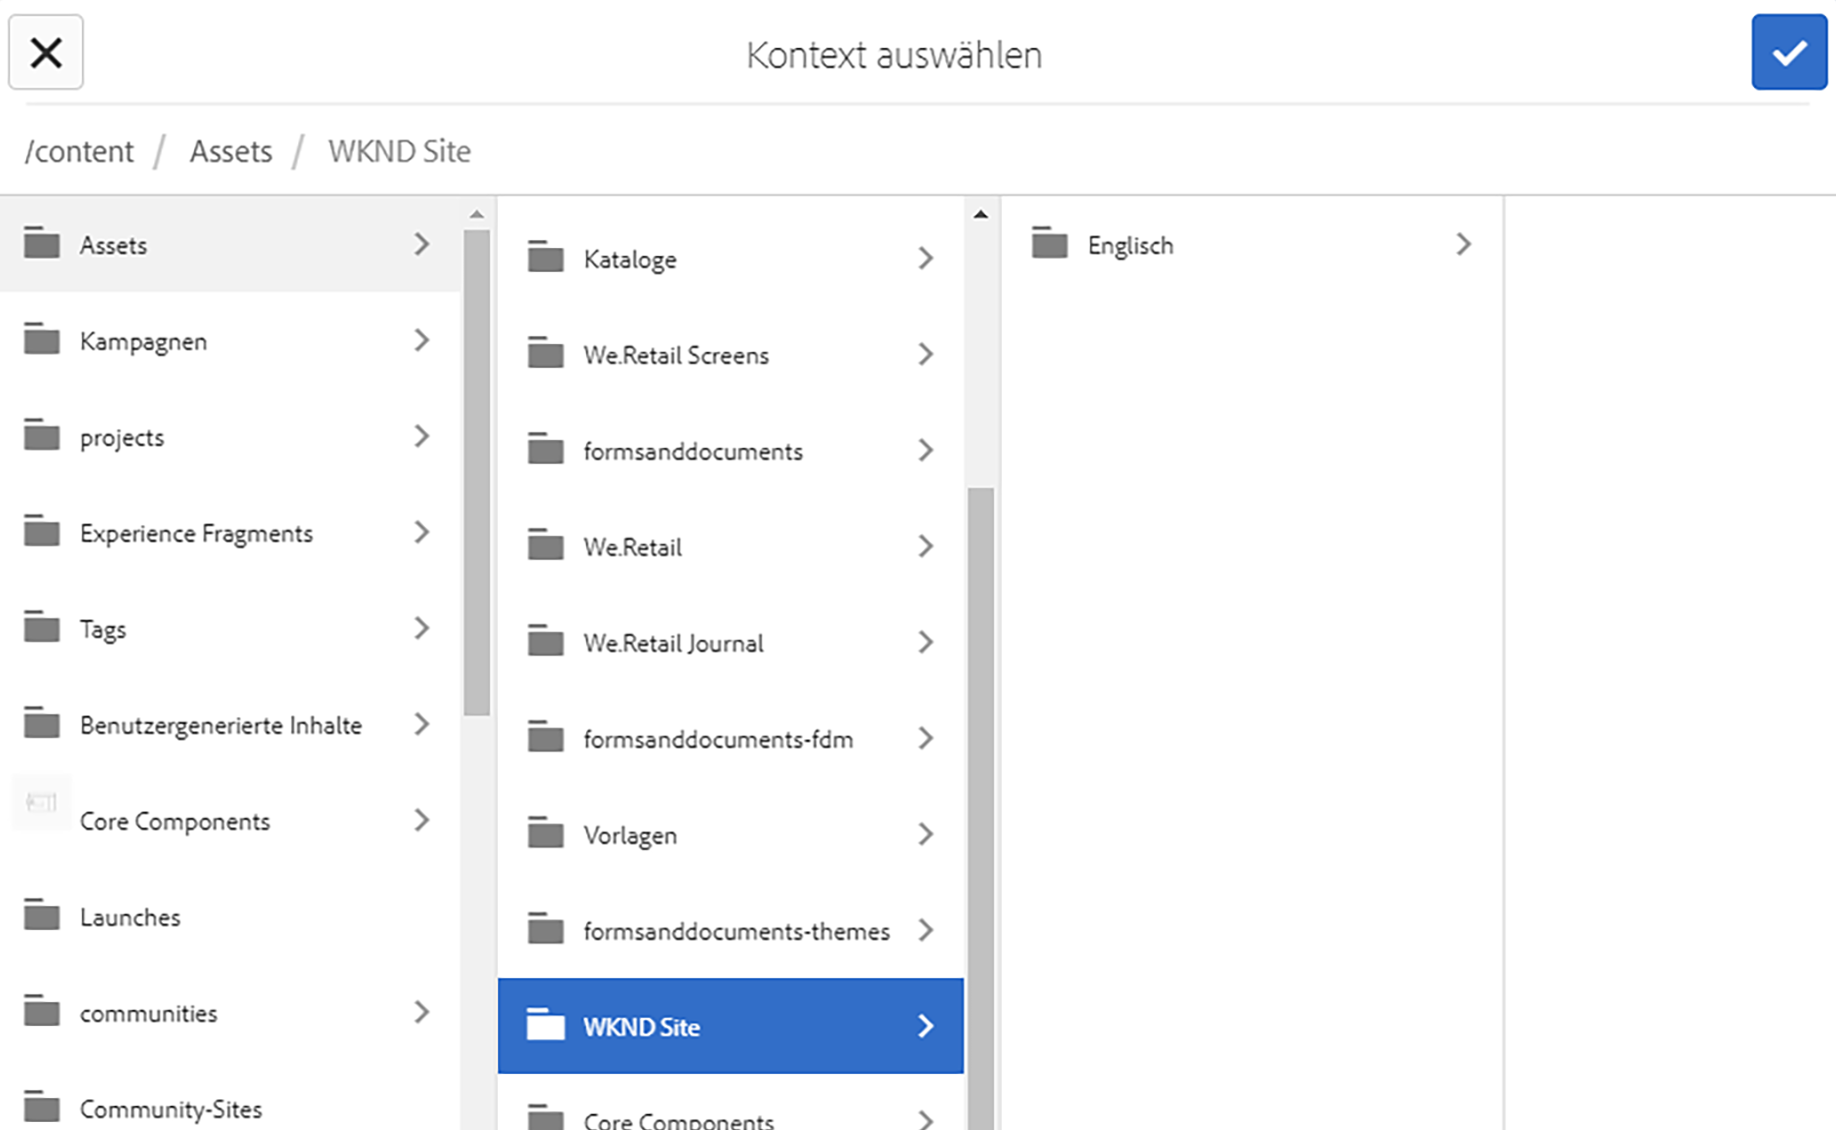 Kontext auswählen
/content / Assets / WKND Site
Assets
Kampagnen
projects
Experience Fragments
Tags
Benutzergenerierte Inhalte
Core Components
Launches
communities
Community-Sites
Kataloge
We.Retail Screens
formsanddocuments
We.Retail
We.Retail Journal
formsanddocuments-fdm
Vorlagen
formsanddocuments-themes
WKND Site
Core Components
Englisch